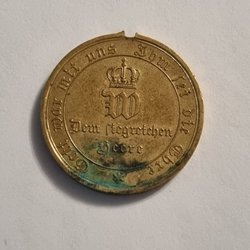 Gott war mit uns Ihm sei die Ehre
W
Dem siegreichen
Heere